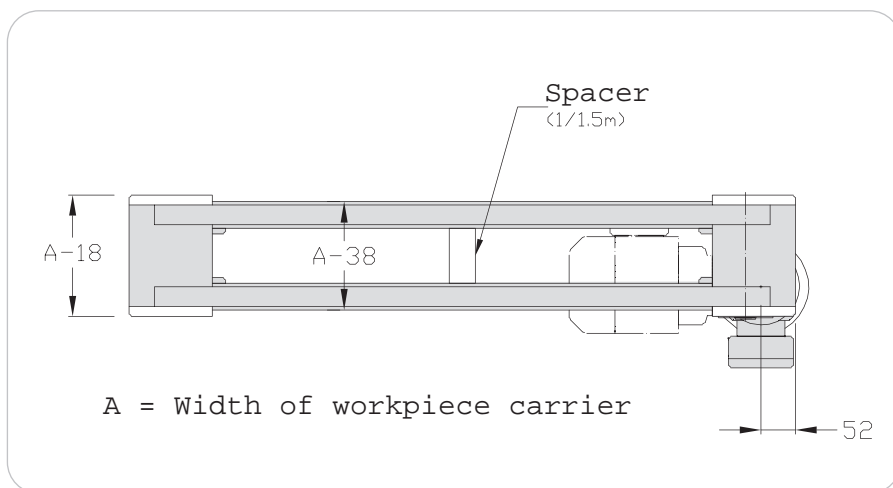 Spacer
(1/1.5m)
A-18
A-38
A = Width of workpiece carrier
52